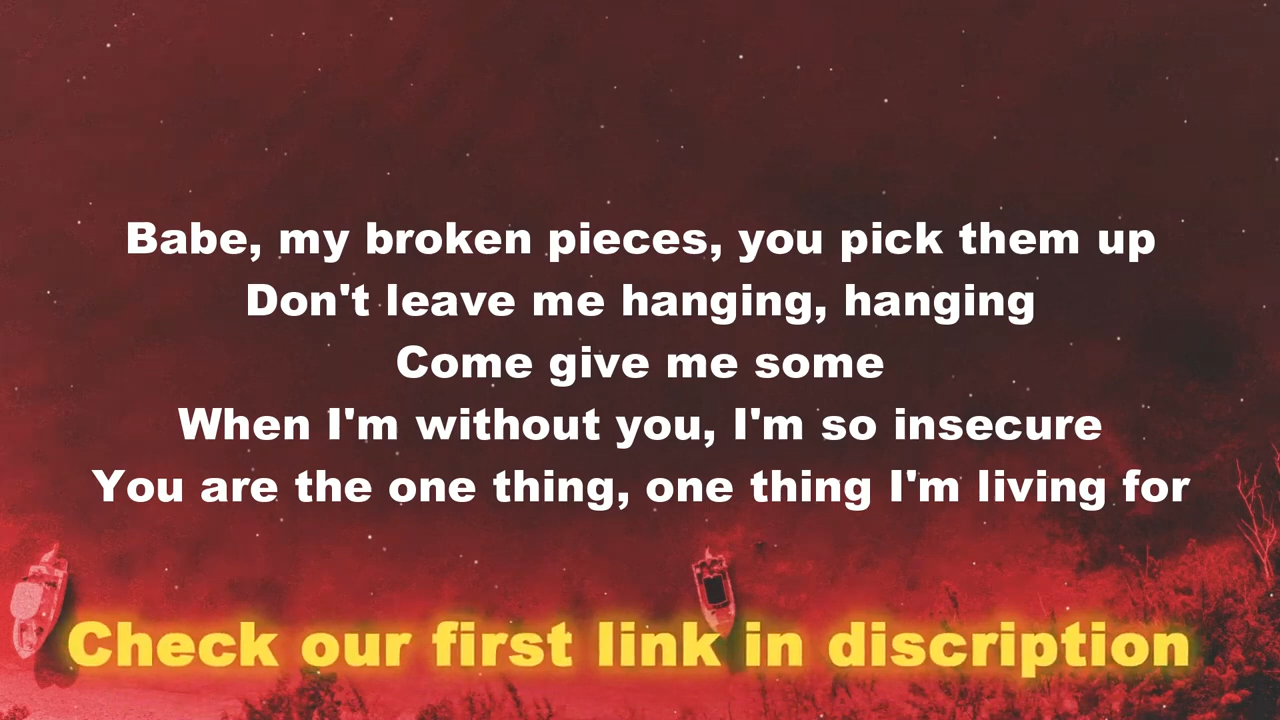 Babe, my broken pieces, you pick them up
Don't leave me hanging, hanging
Come give me some
When I'm without you, I'm so insecure
You are the one thing, one thing I'm living for
Check our first link in discription